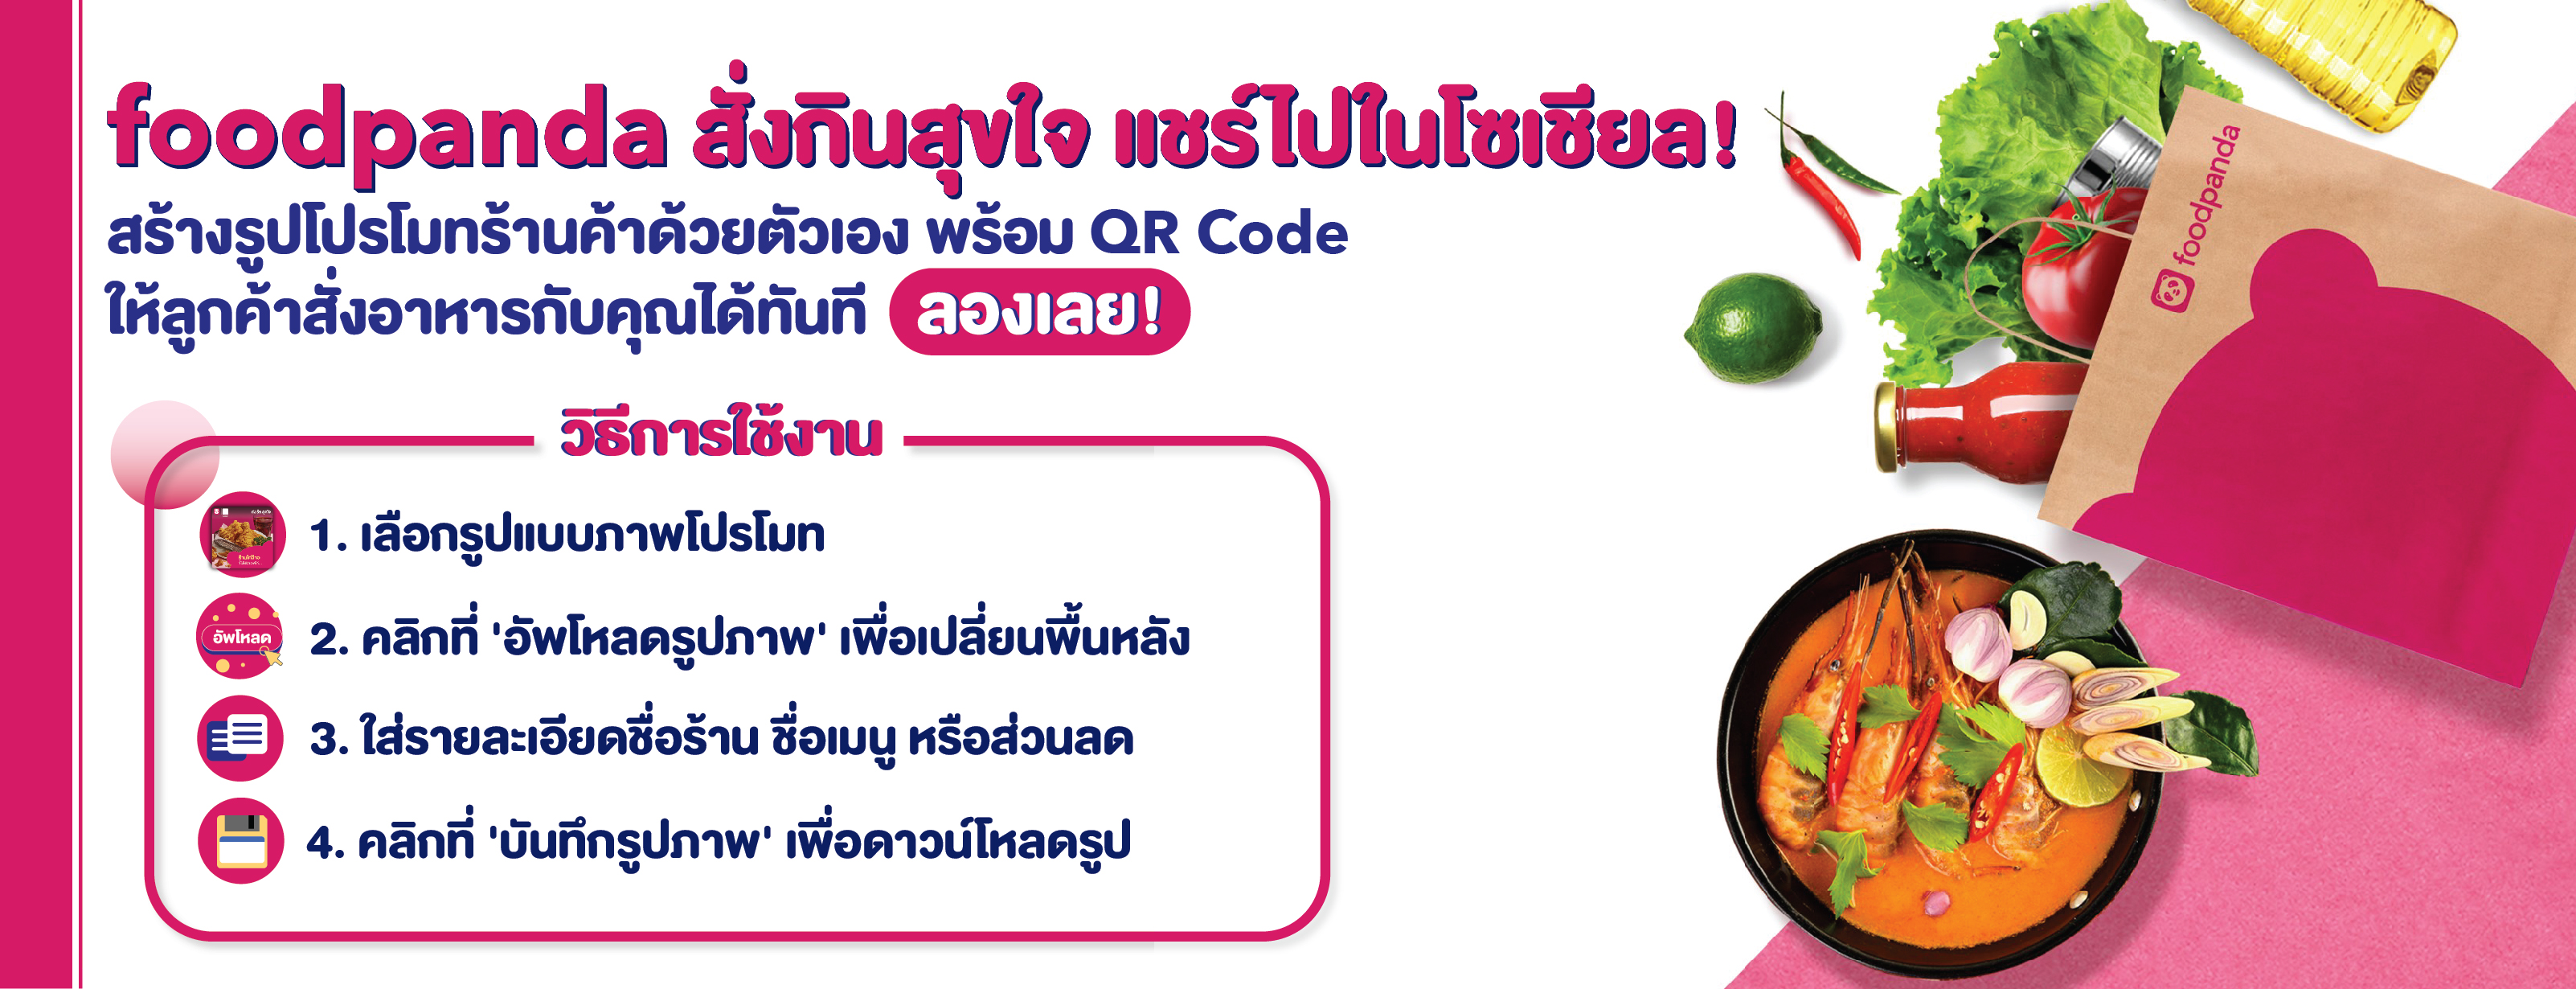 foodpanda สั่งกินสุขใจ แชร์ไปในโซเชียล!
สร้างรูปโปรโมทร้านค้าด้วยตัวเอง พร้อม QR Code
ให้ลูกค้าสั่งอาหารกับคุณได้ทันที ลองเลย!
วิธีการใช้งาน
1. เลือกรูปแบบภาพโปรโมท
อัพโหลด
2. คลิกที่ 'อัพโหลดรูปภาพ' เพื่อเปลี่ยนพื้นหลัง
3. ใส่รายละเอียดชื่อร้าน ชื่อเมนู หรือส่วนลด
4. คลิกที่ 'บันทึกรูปภาพ' เพื่อดาวน์โหลดรูป
foodpanda